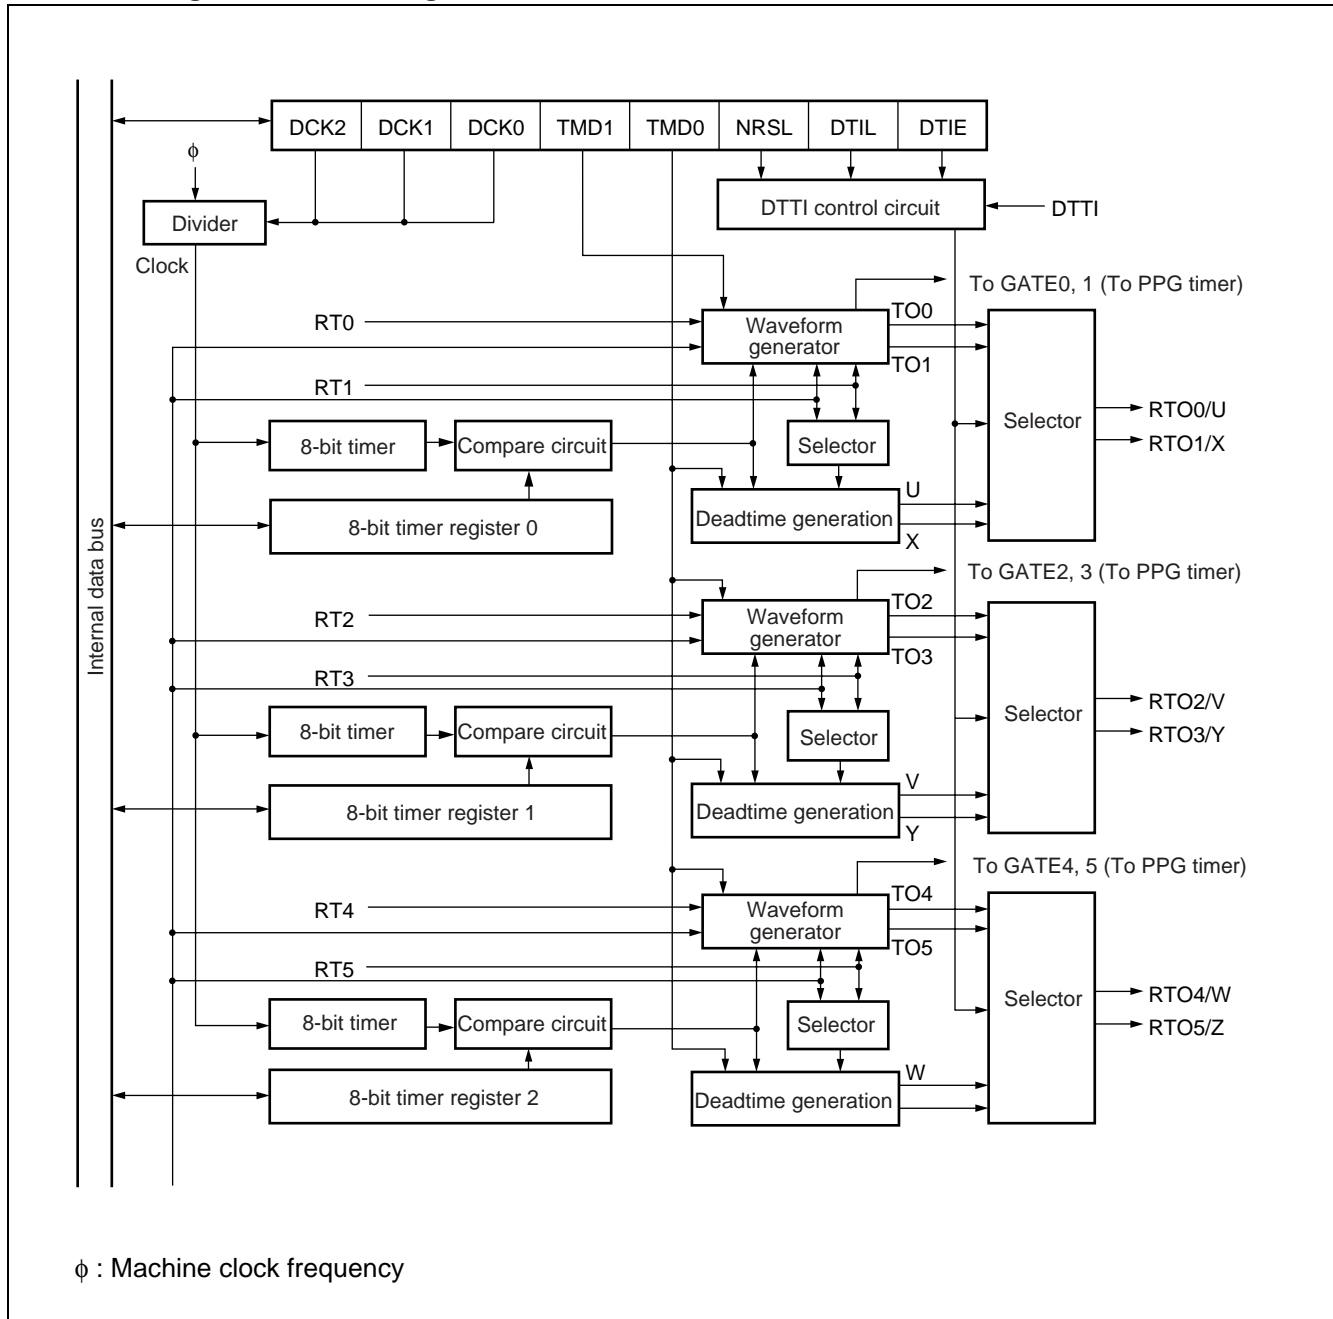 DCK2 DCK1 DCK0 TMD1 TMD0 NRSL DTIL DTIE
ϕ
Divider
DTTI control circuit
DTTI
Clock
To GATE0, 1 (To PPG timer)
RT0
Waveform
generator
TO0
TO1
RT1
Selector
RTO0/U
RTO1/X
8-bit timer
Compare circuit
Selector
8-bit timer register 0
Deadtime generation
U
X
Internal data bus
To GATE2, 3 (To PPG timer)
RT2
Waveform
generator
TO2
TO3
RT3
Selector
RTO2/V
RTO3/Y
8-bit timer
Compare circuit
Selector
8-bit timer register 1
Deadtime generation
V
Y
To GATE4, 5 (To PPG timer)
RT4
Waveform
generator
TO4
TO5
RT5
Selector
RTO4/W
RTO5/Z
8-bit timer
Compare circuit
Selector
8-bit timer register 2
Deadtime generation
W
ϕ : Machine clock frequency